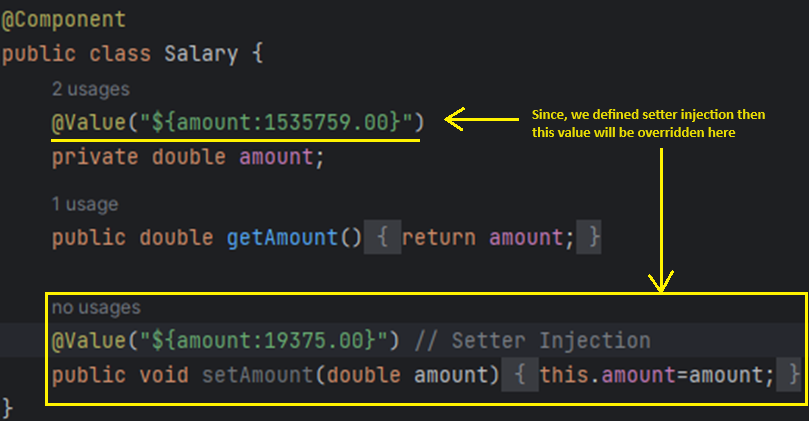 @Component
public class Salary {
2 usages
@Value("${amount:1535759.00}")
Since, we defined setter injection then
this value will be overridden here
private double amount;
1 usage
public double getAmount() { return amount; }
no usages
@Value("${amount:19375.00}") // Setter Injection
public void setAmount(double amount) { this.amount=amount; }
}